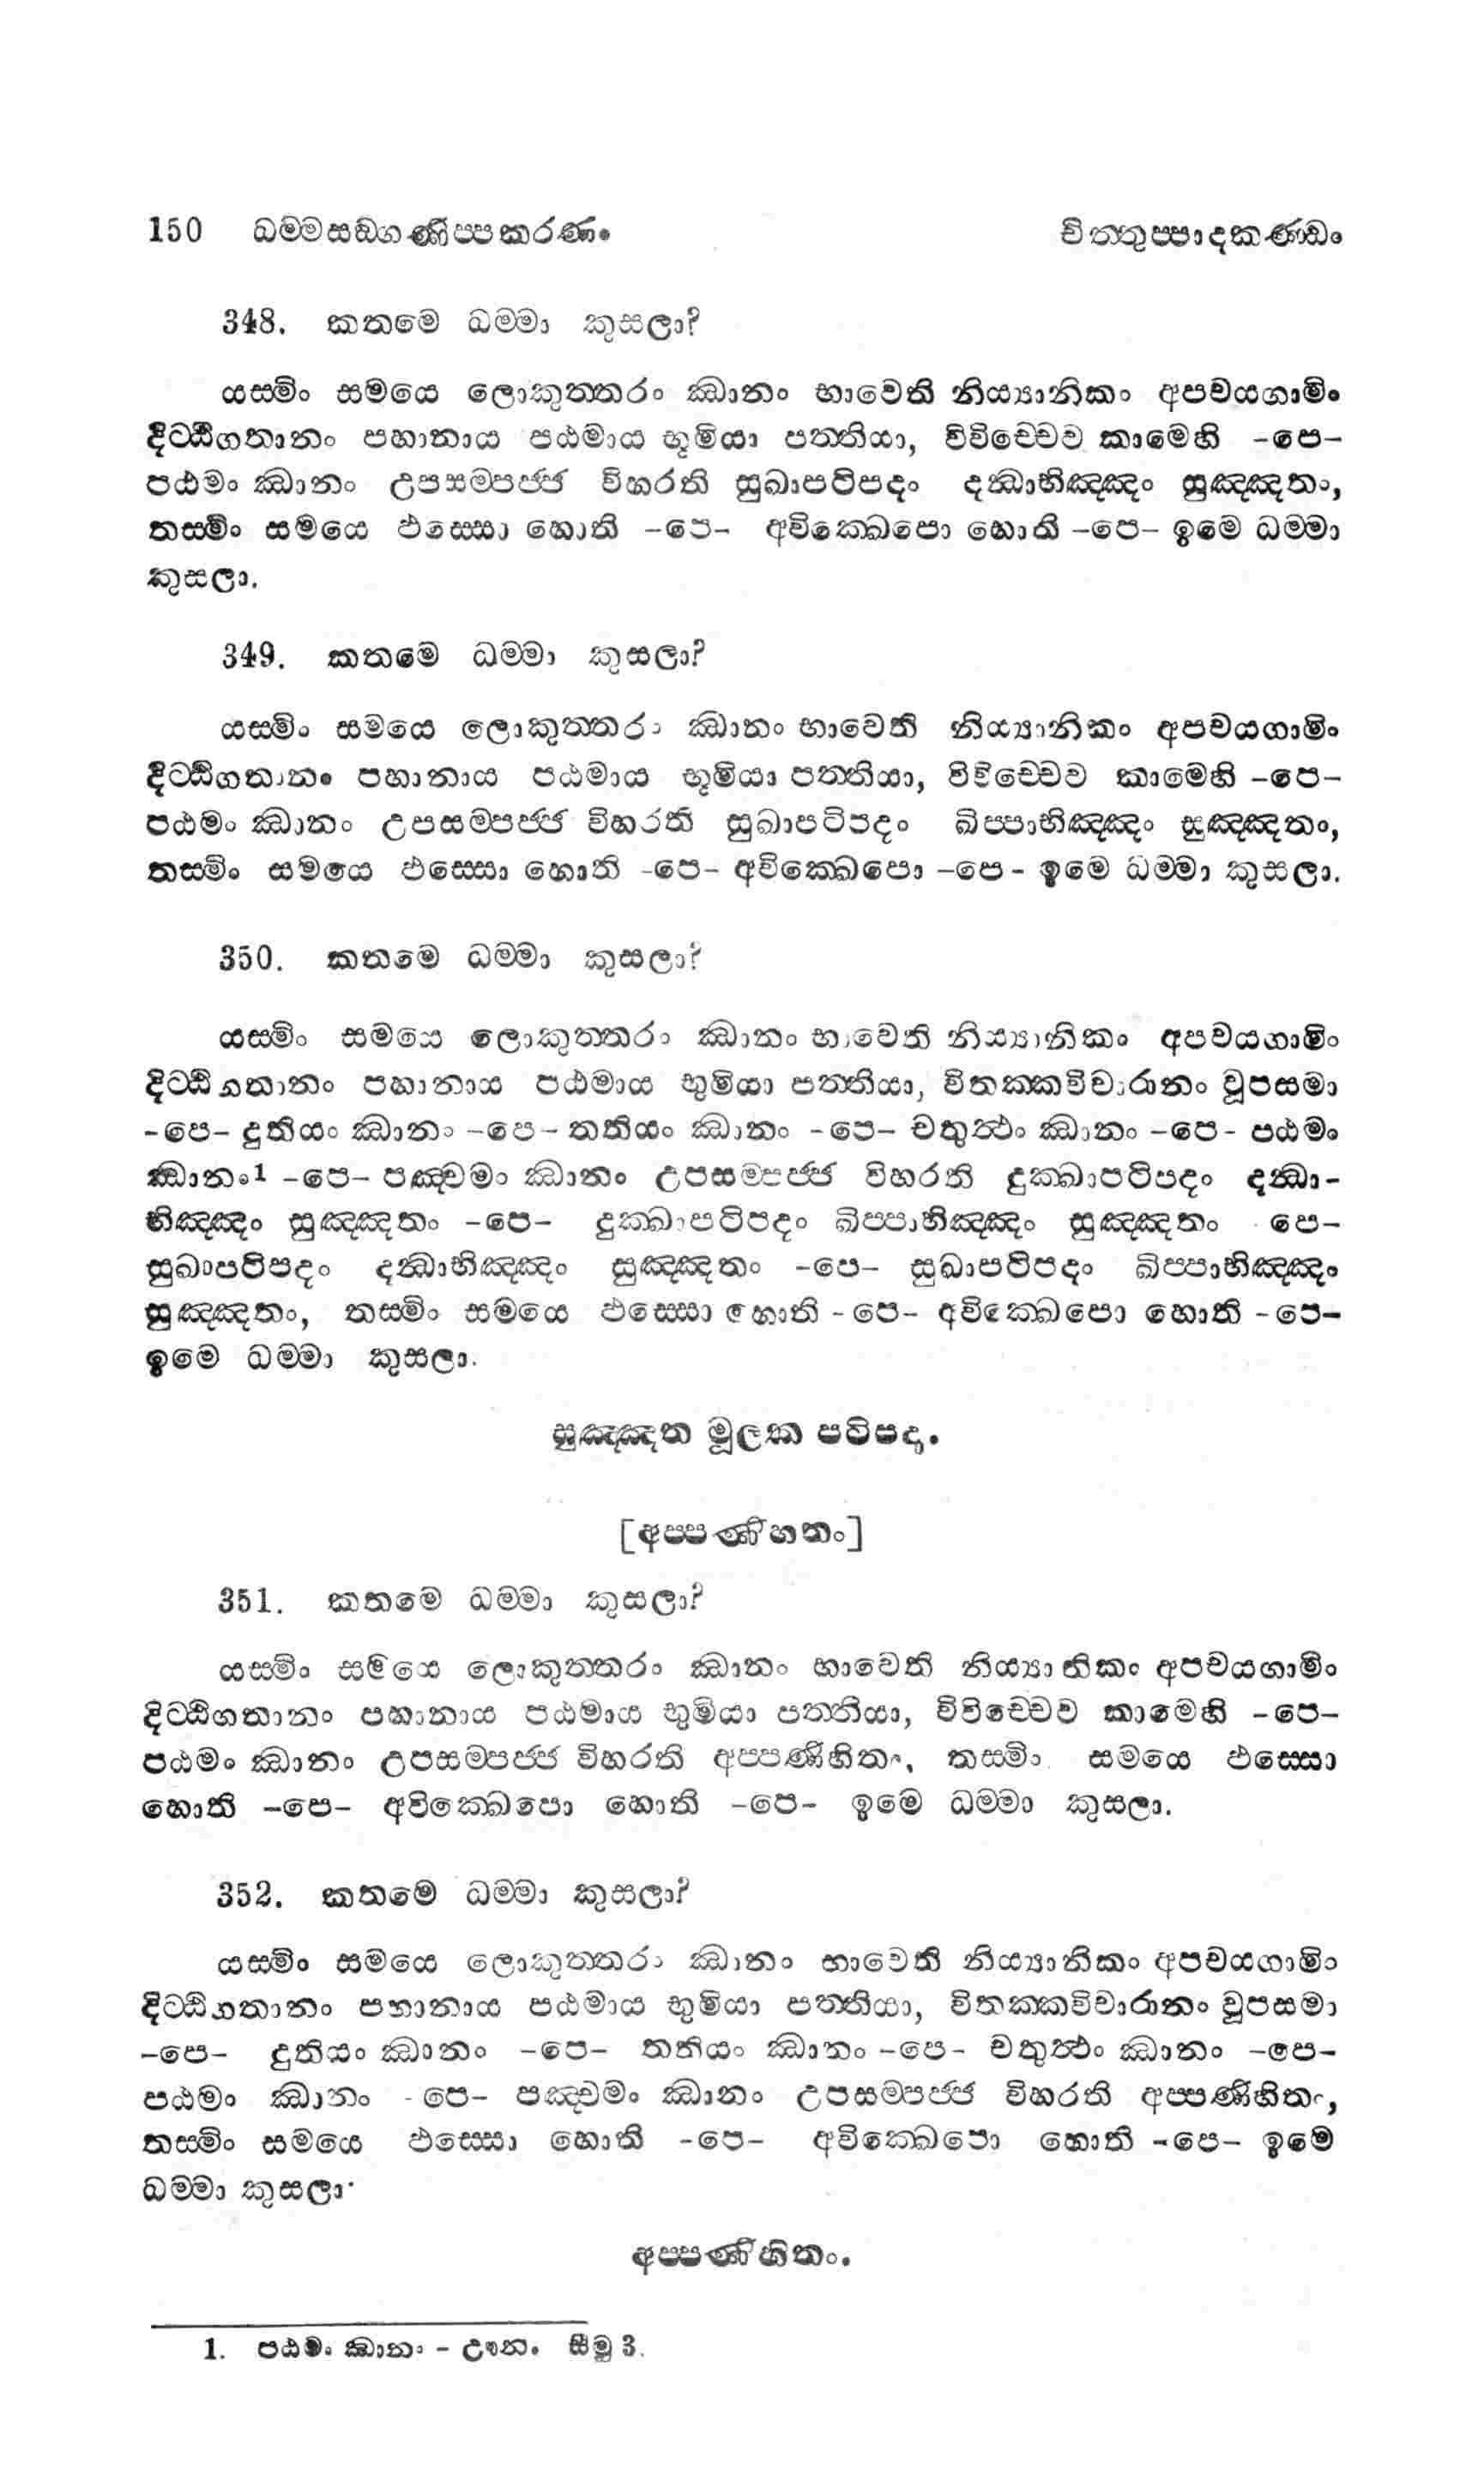 150 ධම්මසඞ්ගණිප්පකරණං චිත්තුප්පාදකණ්ඩං
348. කතමෙ ධම්මා කුසලා?
යස්මිං සමයෙ ලොකුත්තරං ඣානං භාවෙති නිය්‍යානිකං අපචයගාමිං
දිට්ඨිගතානං පහානාය පඨමාය භූමියා පත්තියා, විවිච්චෙව කාමෙහි -පෙ-
පඨමං ඣානං උපසම්පජ්ජ විහරති සුඛාපටිපදං දන්ධාභිඤ්ඤං සුඤ්ඤතං,
තස්මිං සමයෙ ඵස්සො හොති -පෙ- අවික්ඛෙපො හොති -පෙ- ඉමෙ ධම්මා
කුසලා.
349. කතමෙ ධම්මා කුසලා?
යස්මිං සමයෙ ලොකුත්තරං ඣානං භාවෙති නිය්‍යානිකං අපචයගාමිං
දිට්ඨිගතානං පහානාය පඨමාය භූමියා පත්තියා, විවිච්චෙව කාමෙහි -පෙ-
පඨමං ඣානං උපසම්පජ්ජ විහරති සුඛාපටිපදං ඛිප්පාභිඤ්ඤං සුඤ්ඤතං,
තස්මිං සමයෙ ඵස්සො හොති -පෙ- අවික්ඛෙපො -පෙ- ඉමෙ ධම්මා කුසලා.
350. කතමෙ ධම්මා කුසලා?
යස්මිං සමයෙ ලොකුත්තරං ඣානං භාවෙති නිය්‍යානිකං අපචයගාමිං
දිට්ඨිගතානං පහානාය පඨමාය භුමියා පත්තියා, විතක්කවිචාරානං වූපසමා
-පෙ- දුතියං ඣානං -පෙ- තතියං ඣානං -පෙ- චතුත්ථං ඣානං -පෙ- පඨමං
ඣානං1 -පෙ- පඤ්චමං ඣානං උපසම්පජ්ජ විහරති දුක්ඛාපටිපදං දන්ධා-
භිඤ්ඤං සුඤ්ඤතං -පෙ- දුක්ඛාපටිපදං ඛිප්පාභිඤ්ඤං සුඤ්ඤතං -පෙ-
සුඛාපටිපදං දන්ධාභිඤ්ඤං සුඤ්ඤතං -පෙ- සුඛාපටිපදං ඛිප්පාභිඤ්ඤං
සුඤ්ඤතං, තස්මිං සමයෙ ඵස්සො හොති -පෙ- අවික්ඛෙපො හොති -පෙ-
ඉමෙ ධම්මා කුසලා.
සුඤ්ඤත මූලක පටිපදා.
[අප්පණිහිතං]
351. කතමෙ ධම්මා කුසලා?
යස්මිං සමයෙ ලොකුත්තරං ඣානං භාවෙති නිය්‍යානිකං අපචයගාමිං
දිට්ඨිගතානං පහානාය පඨමාය භුමියා පත්තියා, විවිච්චෙව කාමෙහි -පෙ-
පඨමං ඣානං උපසම්පජ්ජ විහරති අප්පණිහිතං, තස්මිං සමයෙ ඵස්සො
හොති -පෙ- අවික්ඛෙපො හොති -පෙ- ඉමෙ ධම්මා කුසලා.
352. කතමෙ ධම්මා කුසලා?
යස්මිං සමයෙ ලොකුත්තරං ඣානං භාවෙති නිය්‍යානිකං අපචයගාමිං
දිට්ඨිගතානං පහානාය පඨමාය භුමියා පත්තියා, විතක්කවිචාරානං වූපසමා
-පෙ- දුතියං ඣානං -පෙ- තතියං ඣානං -පෙ- චතුත්ථං ඣානං -පෙ-
පඨමං ඣානං -පෙ- පඤ්චමං ඣානං උපසම්පජ්ජ විහරති අප්පණිහිතං,
තස්මිං සමයෙ ඵස්සො හොති -පෙ- අවික්ඛෙපො හොති -පෙ- ඉමෙ
ධම්මා කුසලා.
අප්පණිහිතං.
1. පඨමං ඣානං - ඌනං සීමු 3.